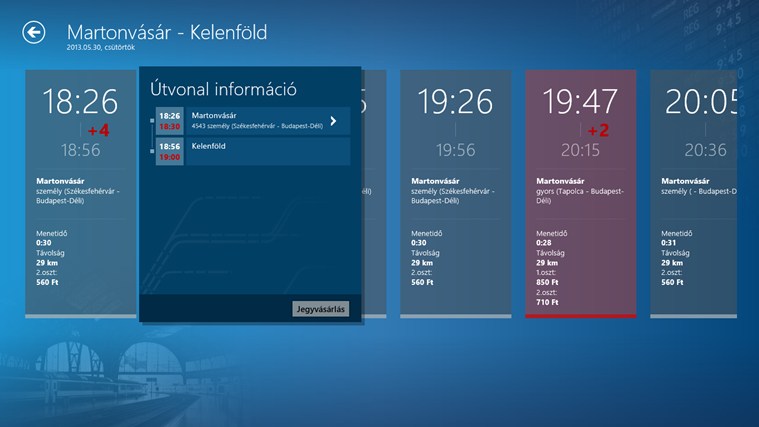 Martonvásár - Kelenföld
2013.05.30, csütörtök
18:26
+4
18:56
Martonvásár
személy (Székesfehérvár -
Budapest-Déli)
Menetidő
0:30
Távolság
29 km
2.oszt:
560 Ft
Útvonal információ
18:26 Martonvásár
18:30 4543 személy (Székesfehérvár - Budapest-Déli)
18:56 Kelenföld
19:00
Jegyvásárlás
19:26
19:56
Martonvásár
személy (Székesfehérvár -
Budapest-Déli)
Menetidő
0:30
Távolság
29 km
2.oszt:
560 Ft
19:47
+2
20:15
Martonvásár
gyors (Tapolca - Budapest-
Déli)
Menetidő
0:28
Távolság
29 km
1.oszt:
850 Ft
2.oszt:
710 Ft
20:05
20:36
Martonvásár
személy ( - Budapest-D
Menetidő
0:31
Távolság
29 km
2.oszt:
560 Ft